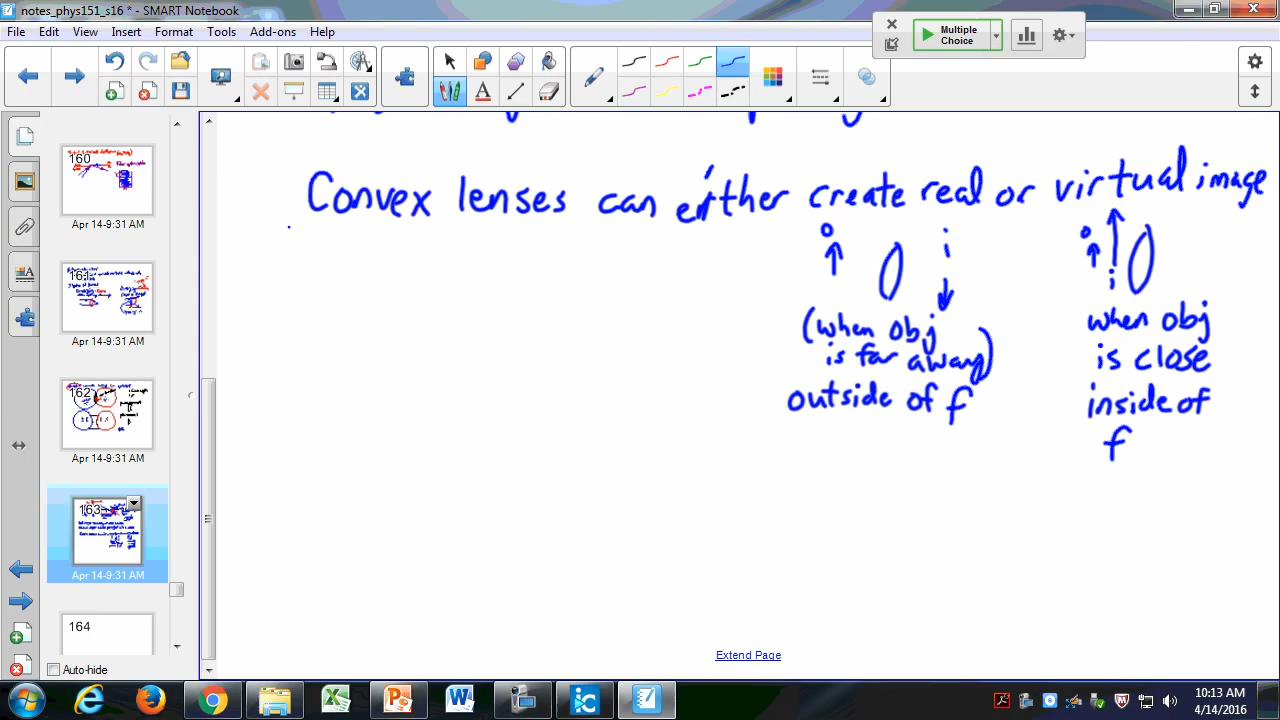 notes_phys151_s16 * - SMART Notebook
File Edit View Insert Format Tools Add-ons Help
Multiple
Choice
160
Apr 14-9:31 AM
161
Apr 14-9:31 AM
162
Apr 14-9:31 AM
163
Apr 14-9:31 AM
164
Auto-hide
Convex lenses can either create real or virtual image
o i o i
(when obj
is far away)
outside of f
when obj
is close
inside of
f
Extend Page
10:13 AM
4/14/2016